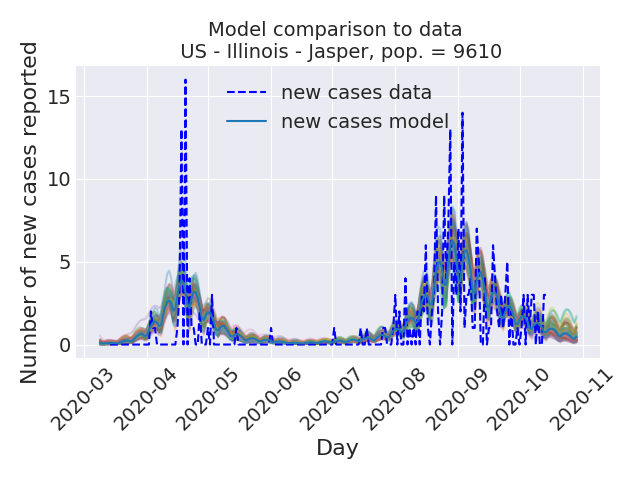 Model comparison to data
US - Illinois - Jasper, pop. = 9610
Number of new cases reported
15
10
5
0
new cases data
new cases model
2020-03
2020-04
2020-05
2020-06
2020-07
2020-08
2020-09
2020-10
2020-11
Day